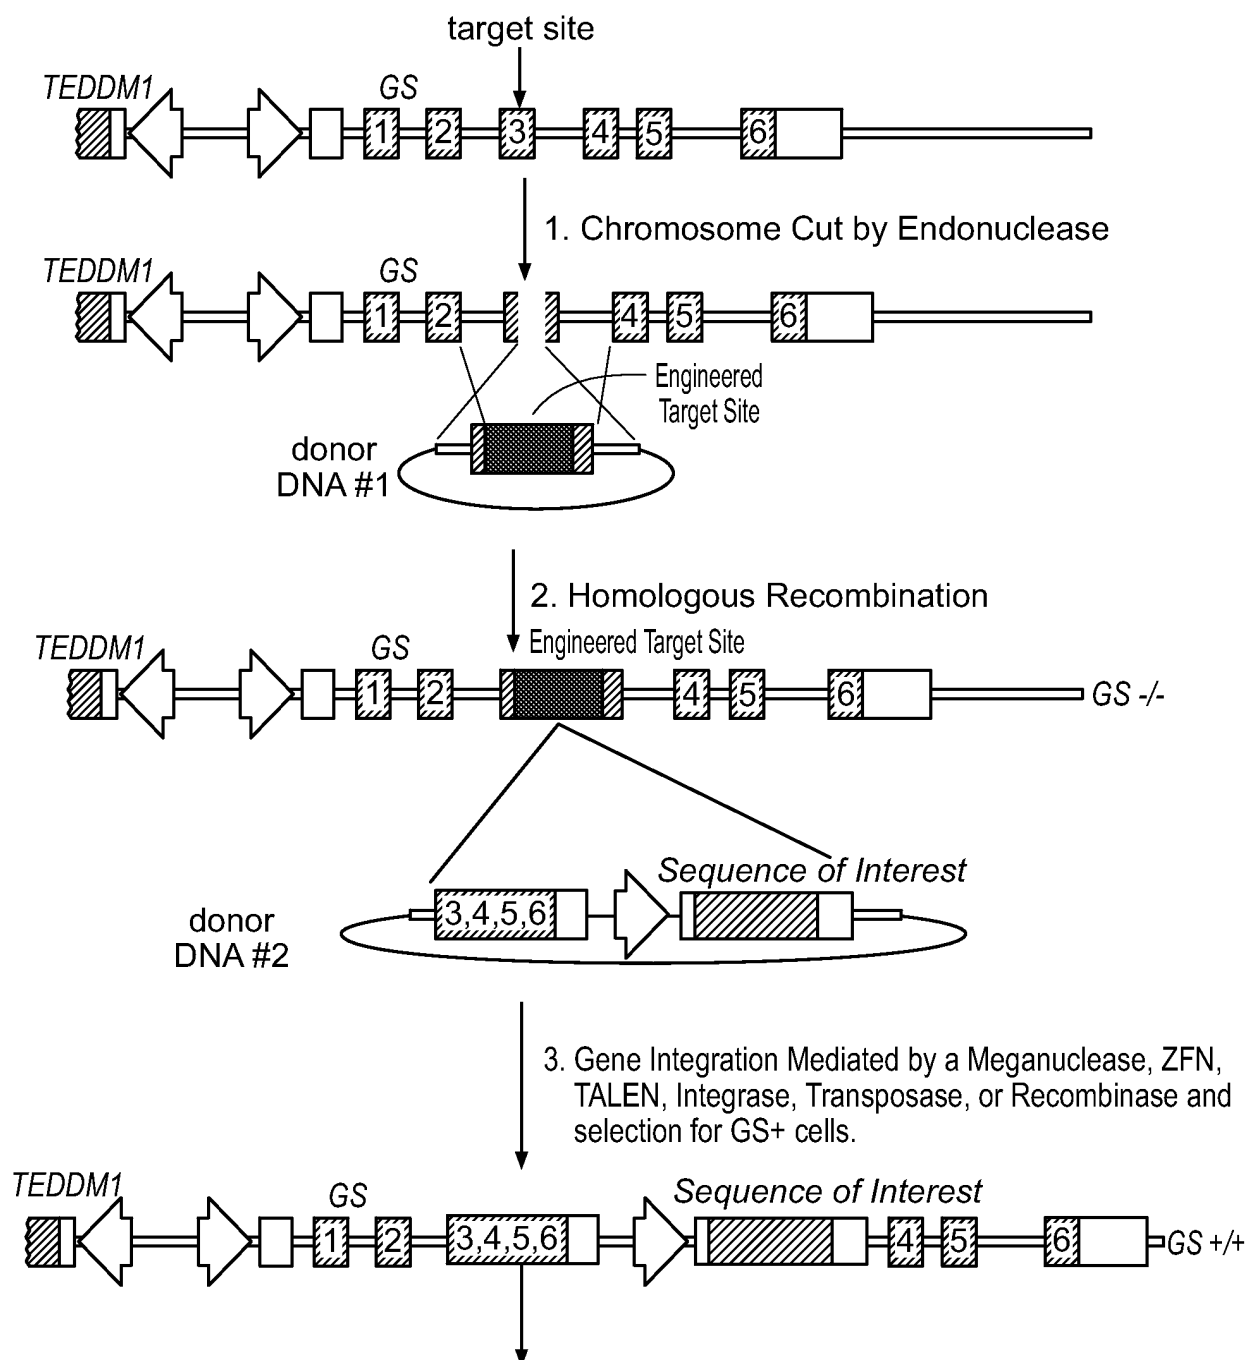 target site
TEDDM1
GS
1 2 3 4 5 6
1. Chromosome Cut by Endonuclease
TEDDM1
GS
1 2 4 5 6
Engineered
Target Site
donor
DNA #1
2. Homologous Recombination
Engineered Target Site
TEDDM1
GS
1 2 4 5 6
GS -/-
Sequence of Interest
3,4,5,6
donor
DNA #2
3. Gene Integration Mediated by a Meganuclease, ZFN,
TALEN, Integrase, Transposase, or Recombinase and
selection for GS+ cells.
TEDDM1
GS
Sequence of Interest
1 2 3,4,5,6 4 5 6
GS +/+